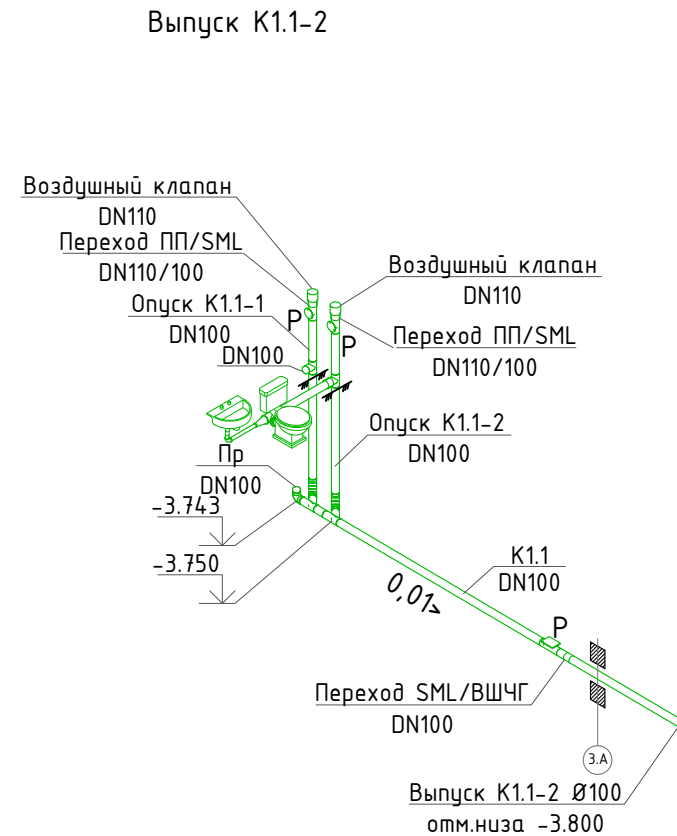 Выпуск К1.1-2
Воздушный клапан
DN110
Переход ПП/SML
DN110/100
Опуск К1.1-1
DN100
DN100
Р
Р
Воздушный клапан
DN110
Переход ПП/SML
DN110/100
Опуск К1.1-2
DN100
Пр
DN100
-3.743
-3.750
0,01>
К1.1
DN100
Р
Переход SML/ВШЧГ
DN100
3.А
Выпуск К1.1-2 Ø100
отм.низа -3.800